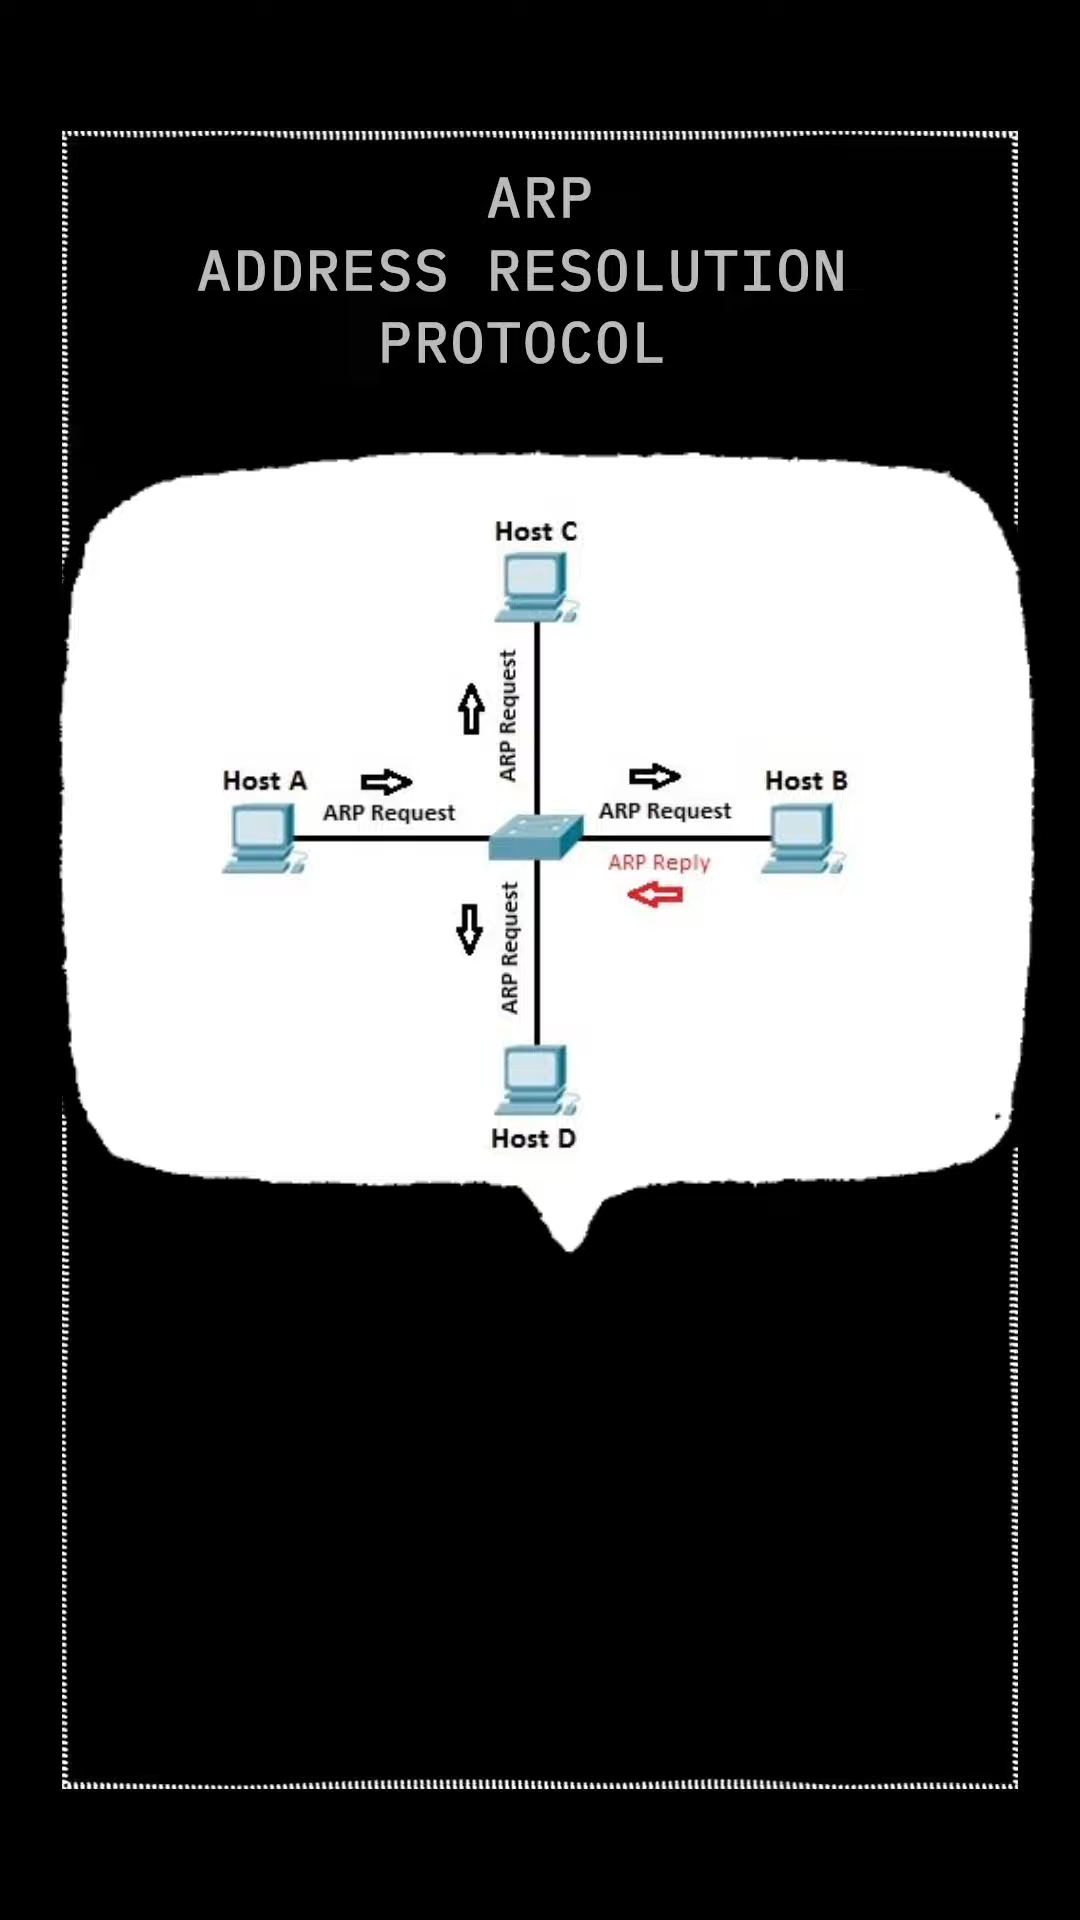 ARP
ADDRESS RESOLUTION
PROTOCOL
Host C
ARP Request
Host A
ARP Request
ARP Request
Host B
ARP Reply
ARP Request
Host D